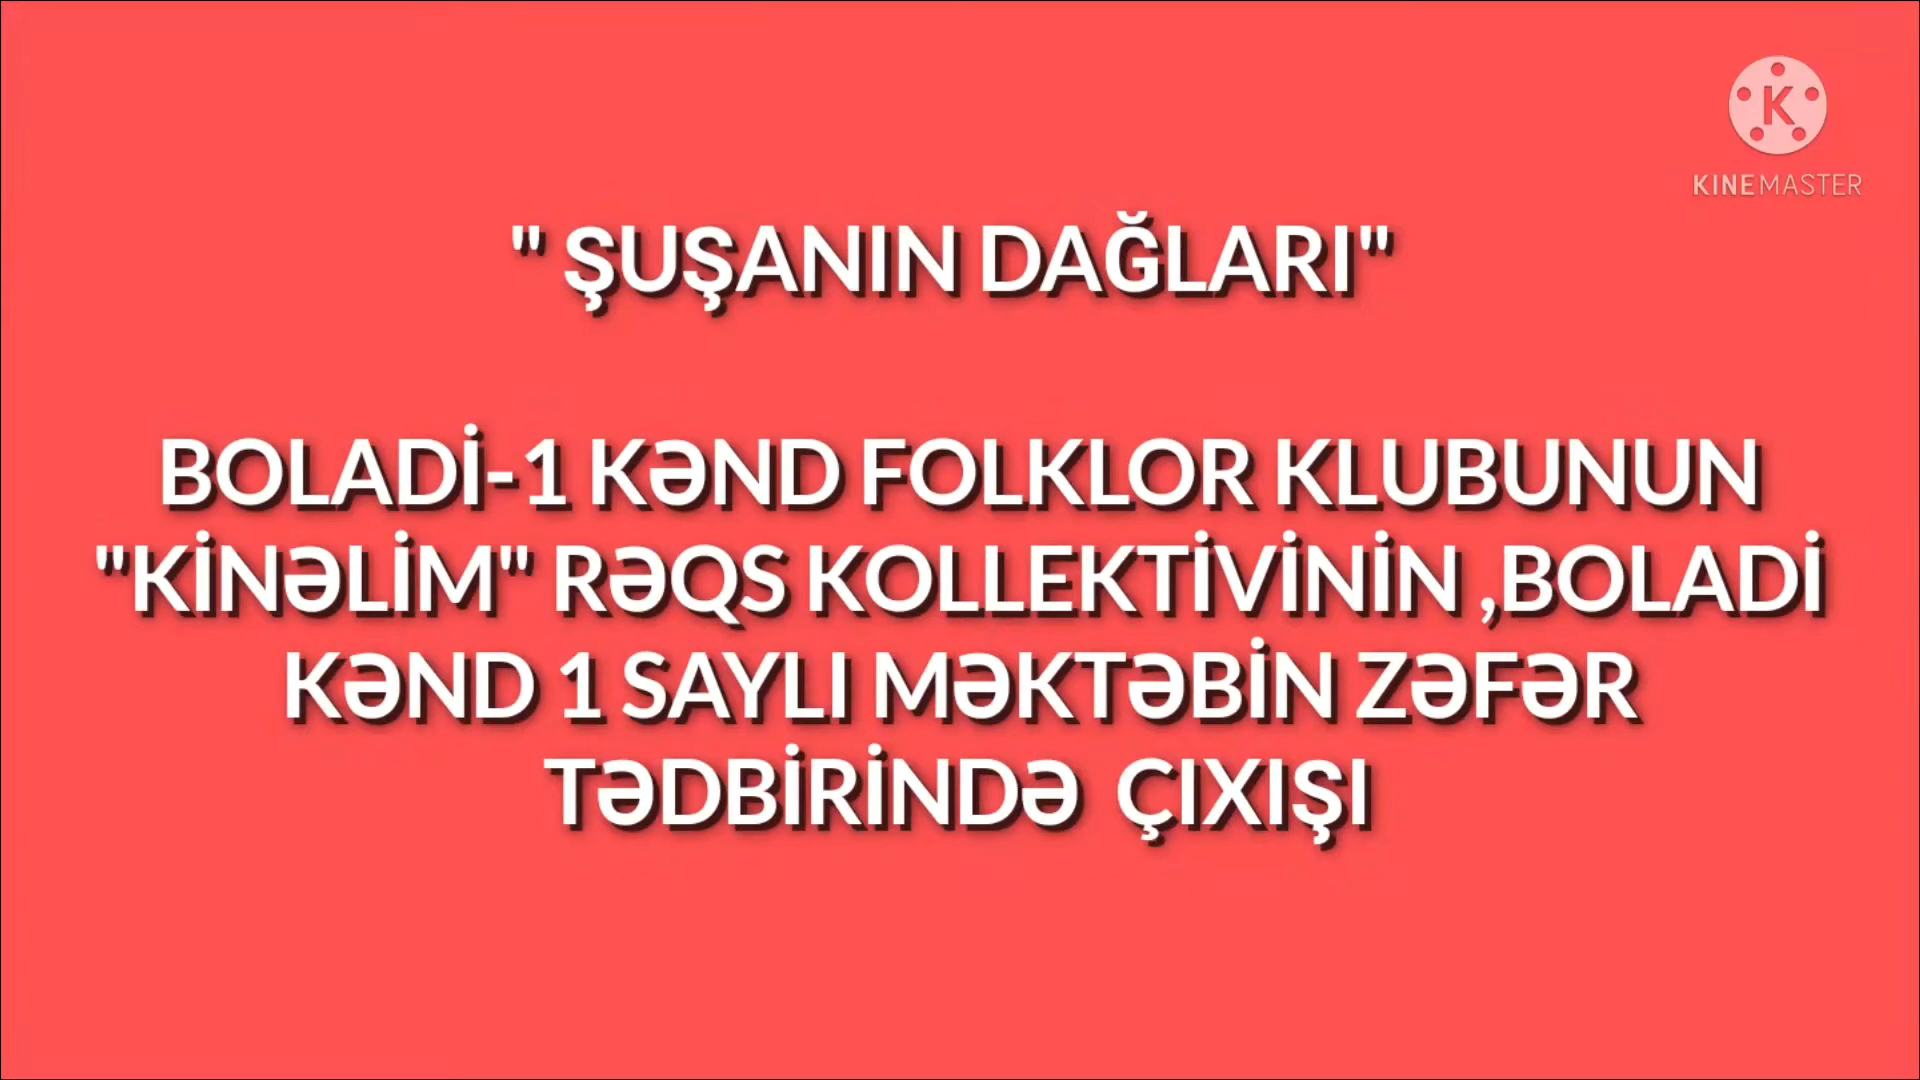 KINEMASTER
" ŞUŞANIN DAĞLARI"
BOLADİ-1 KƏND FOLKLOR KLUBUNUN
"KİNƏLİM" RƏQS KOLLEKTİVİNİN ,BOLADİ
KƏND 1 SAYLI MƏKTƏBİN ZƏFƏR
TƏDBİRİNDƏ  ÇIXIŞI